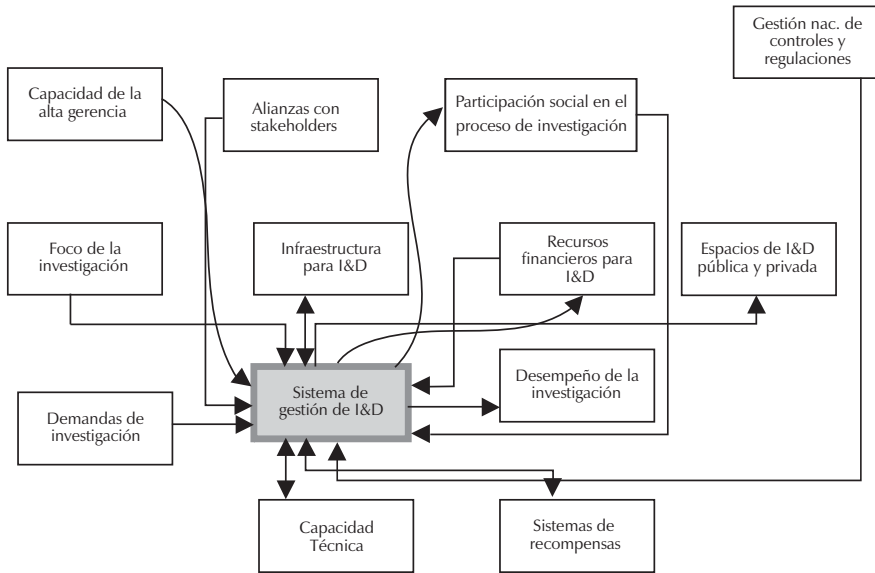 Gestión nac. de
controles y
regulaciones
Capacidad de la
alta gerencia
Alianzas con
stakeholders
Participación social en el
proceso de investigación
Foco de la
investigación
Infraestructura
para I&D
Recursos
financieros para
I&D
Espacios de I&D
pública y privada
Sistema de
gestión de I&D
Desempeño de la
investigación
Demandas de
investigación
Capacidad
Técnica
Sistemas de
recompensas